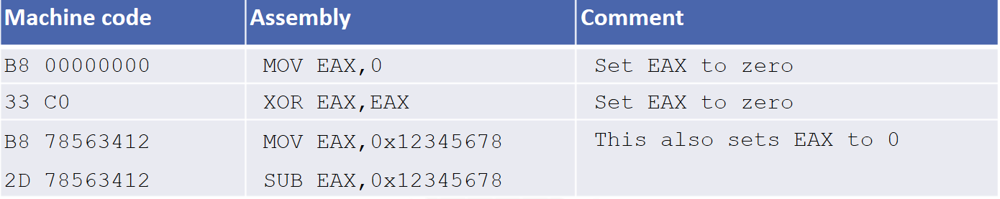 Machine code Assembly Comment
B8 00000000 MOV EAX,0 Set EAX to zero
33 C0 XOR EAX,EAX Set EAX to zero
B8 78563412 MOV EAX,0x12345678 This also sets EAX to 0
2D 78563412 SUB EAX,0x12345678